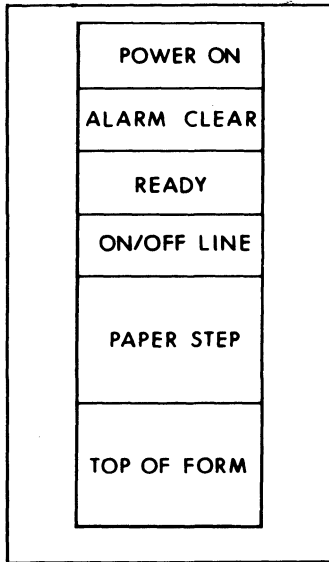 POWER ON
ALARM CLEAR
READY
ON/OFF LINE
PAPER STEP
TOP OF FORM